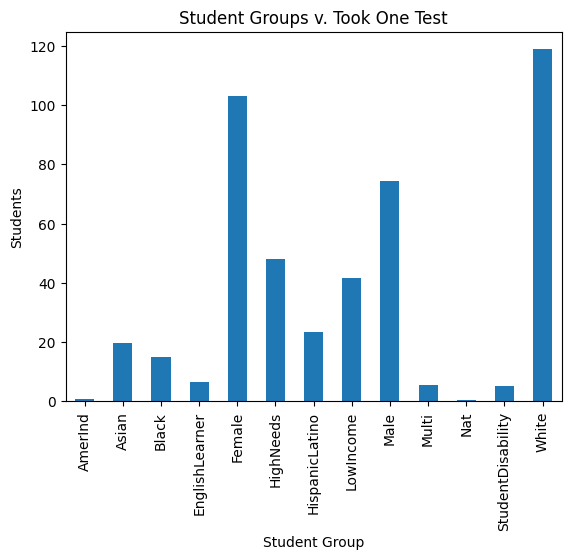 Student Groups v. Took One Test
120
100
80
60
40
20
0
Students
AmerInd
Asian
Black
EnglishLearner
Female
HighNeeds
HispanicLatino
LowIncome
Male
Multi
Nat
StudentDisability
White
Student Group